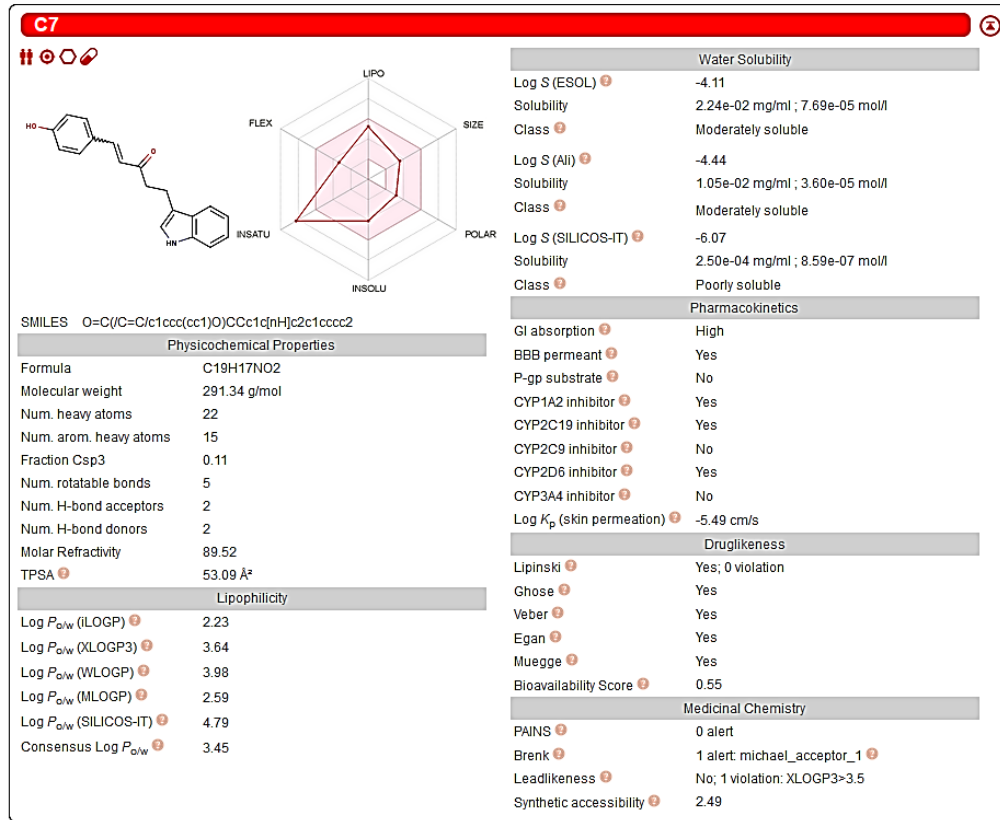 C7
HO
O
HN
LIPO
FLEX
SIZE
INSATU
POLAR
INSOLU
SMILES O=C(/C=C/c1ccc(cc1)O)CCc1c[nH]c2c1cccc2
Physicochemical Properties
Formula C19H17NO2
Molecular weight 291.34 g/mol
Num. heavy atoms 22
Num. arom. heavy atoms 15
Fraction Csp3 0.11
Num. rotatable bonds 5
Num. H-bond acceptors 2
Num. H-bond donors 2
Molar Refractivity 89.52
TPSA ? 53.09 Å²
Lipophilicity
Log Po/w (iLOGP) ? 2.23
Log Po/w (XLOGP3) ? 3.64
Log Po/w (WLOGP) ? 3.98
Log Po/w (MLOGP) ? 2.59
Log Po/w (SILICOS-IT) ? 4.79
Consensus Log Po/w ? 3.45
Water Solubility
Log S (ESOL) ? -4.11
Solubility 2.24e-02 mg/ml ; 7.69e-05 mol/l
Class ? Moderately soluble
Log S (Ali) ? -4.44
Solubility 1.05e-02 mg/ml ; 3.60e-05 mol/l
Class ? Moderately soluble
Log S (SILICOS-IT) ? -6.07
Solubility 2.50e-04 mg/ml ; 8.59e-07 mol/l
Class ? Poorly soluble
Pharmacokinetics
GI absorption ? High
BBB permeant ? Yes
P-gp substrate ? No
CYP1A2 inhibitor ? Yes
CYP2C19 inhibitor ? Yes
CYP2C9 inhibitor ? No
CYP2D6 inhibitor ? Yes
CYP3A4 inhibitor ? No
Log Kp (skin permeation) ? -5.49 cm/s
Druglikeness
Lipinski ? Yes; 0 violation
Ghose ? Yes
Veber ? Yes
Egan ? Yes
Muegge ? Yes
Bioavailability Score ? 0.55
Medicinal Chemistry
PAINS ? 0 alert
Brenk ? 1 alert: michael_acceptor_1 ?
Leadlikeness ? No; 1 violation: XLOGP3>3.5
Synthetic accessibility ? 2.49